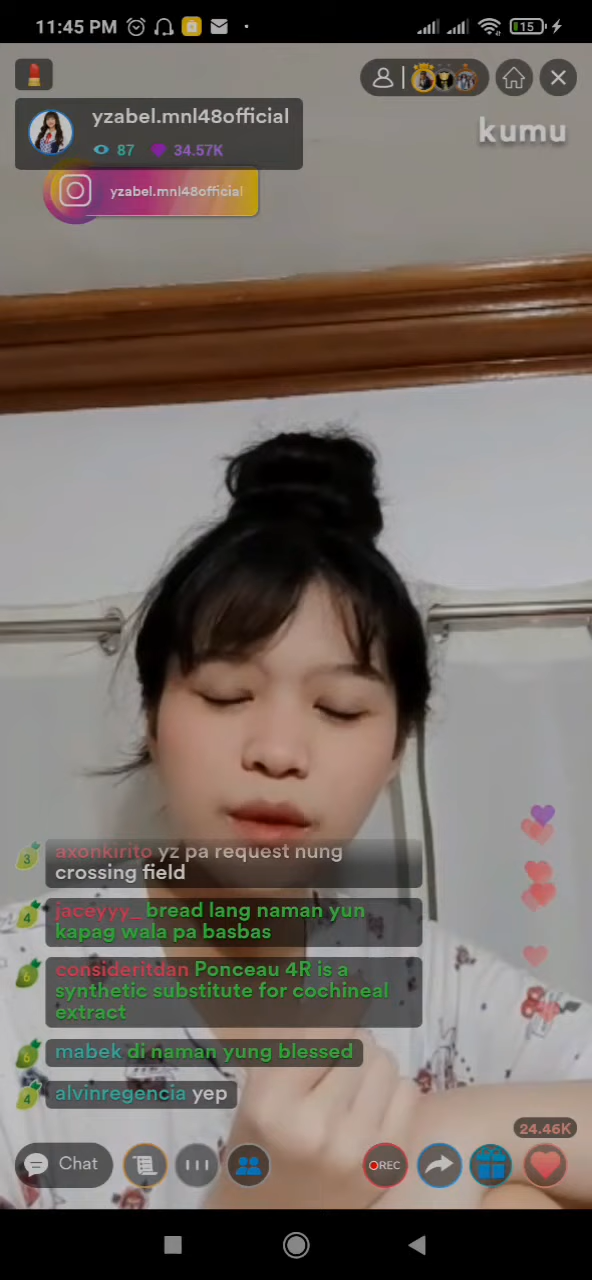 11:45 PM
15
yzabel.mnl48official
87 34.57K
kumu
yzabel.mnl48official
3 axonkirito yz pa request nung
crossing field
4 jaceyyy_ bread lang naman yun
kapag wala pa basbas
6 consideritdan Ponceau 4R is a
synthetic substitute for cochineal
extract
6 mabek di naman yung blessed
4 alvinregencia yep
24.46K
Chat
REC